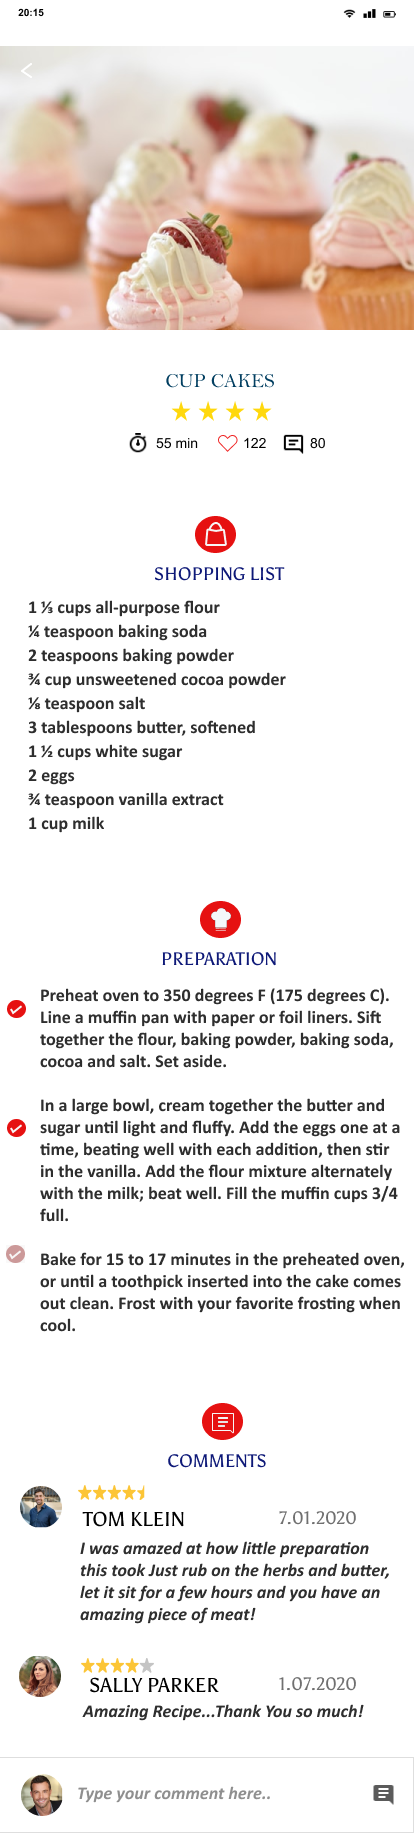 20:15
CUP CAKES
55 min 122 80
SHOPPING LIST
1 ⅓ cups all-purpose flour
¼ teaspoon baking soda
2 teaspoons baking powder
¾ cup unsweetened cocoa powder
⅛ teaspoon salt
3 tablespoons butter, softened
1 ½ cups white sugar
2 eggs
¾ teaspoon vanilla extract
1 cup milk
PREPARATION
Preheat oven to 350 degrees F (175 degrees C).
Line a muffin pan with paper or foil liners. Sift
together the flour, baking powder, baking soda,
cocoa and salt. Set aside.
In a large bowl, cream together the butter and
sugar until light and fluffy. Add the eggs one at a
time, beating well with each addition, then stir
in the vanilla. Add the flour mixture alternately
with the milk; beat well. Fill the muffin cups 3/4
full.
Bake for 15 to 17 minutes in the preheated oven,
or until a toothpick inserted into the cake comes
out clean. Frost with your favorite frosting when
cool.
COMMENTS
TOM KLEIN 7.01.2020
I was amazed at how little preparation
this took Just rub on the herbs and butter,
let it sit for a few hours and you have an
amazing piece of meat!
SALLY PARKER 1.07.2020
Amazing Recipe...Thank You so much!
Type your comment here..